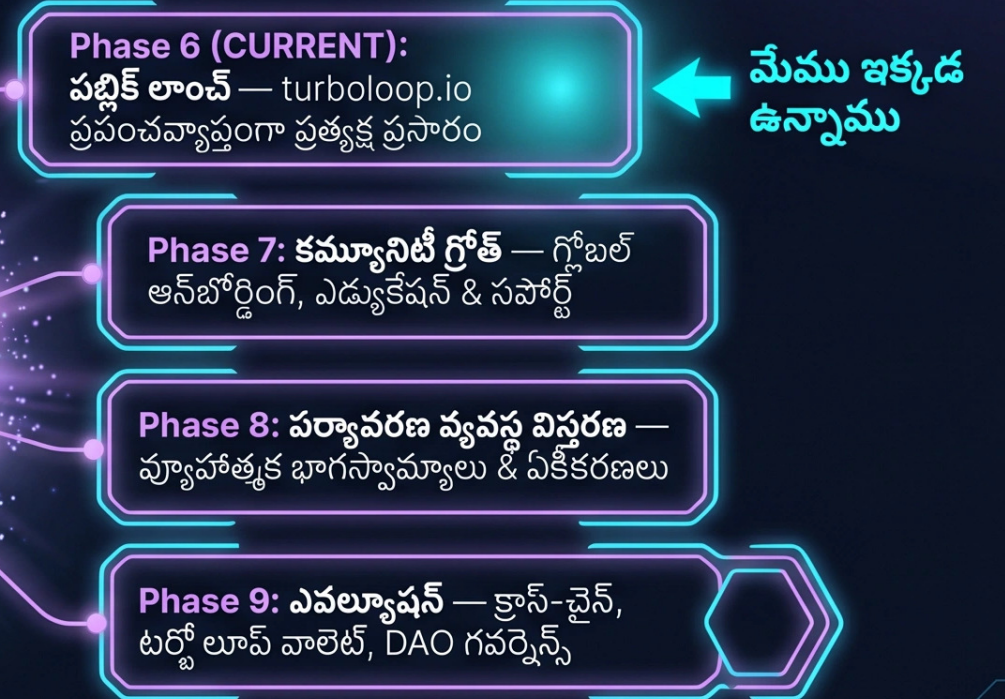 Phase 6 (CURRENT):
పబ్లిక్ లాంచ్ — turboloop.io
ప్రపంచవ్యాప్తంగా ప్రత్యక్ష ప్రసారం
మేము ఇక్కడ
ఉన్నాము
Phase 7: కమ్యూనిటీ గ్రోత్ — గ్లోబల్
ఆన్‌బోర్డింగ్, ఎడ్యుకేషన్ & సపోర్ట్
Phase 8: పర్యావరణ వ్యవస్థ విస్తరణ —
వ్యూహాత్మక భాగస్వామ్యాలు & ఏకీకరణలు
Phase 9: ఎవల్యూషన్ — క్రాస్-చైన్,
టర్బో లూప్ వాలెట్, DAO గవర్నెన్స్